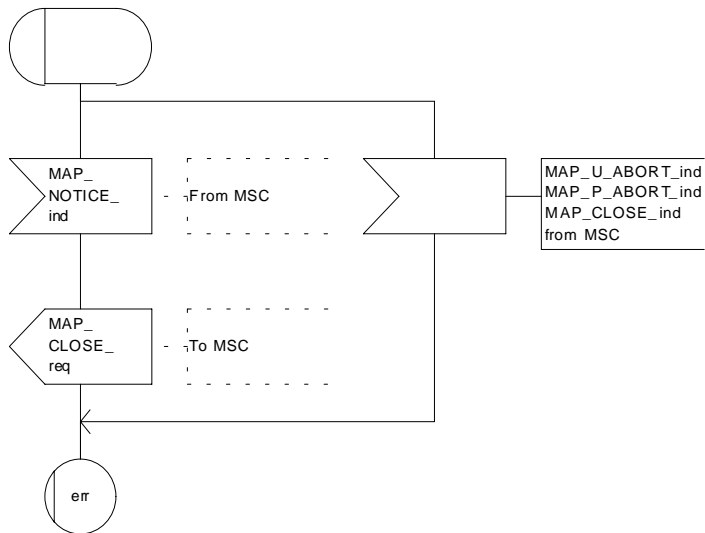 MAP_
NOTICE_
ind
From MSC
MAP_U_ABORT_ind
MAP_P_ABORT_ind
MAP_CLOSE_ind
from MSC
MAP_
CLOSE_
req
To MSC
err